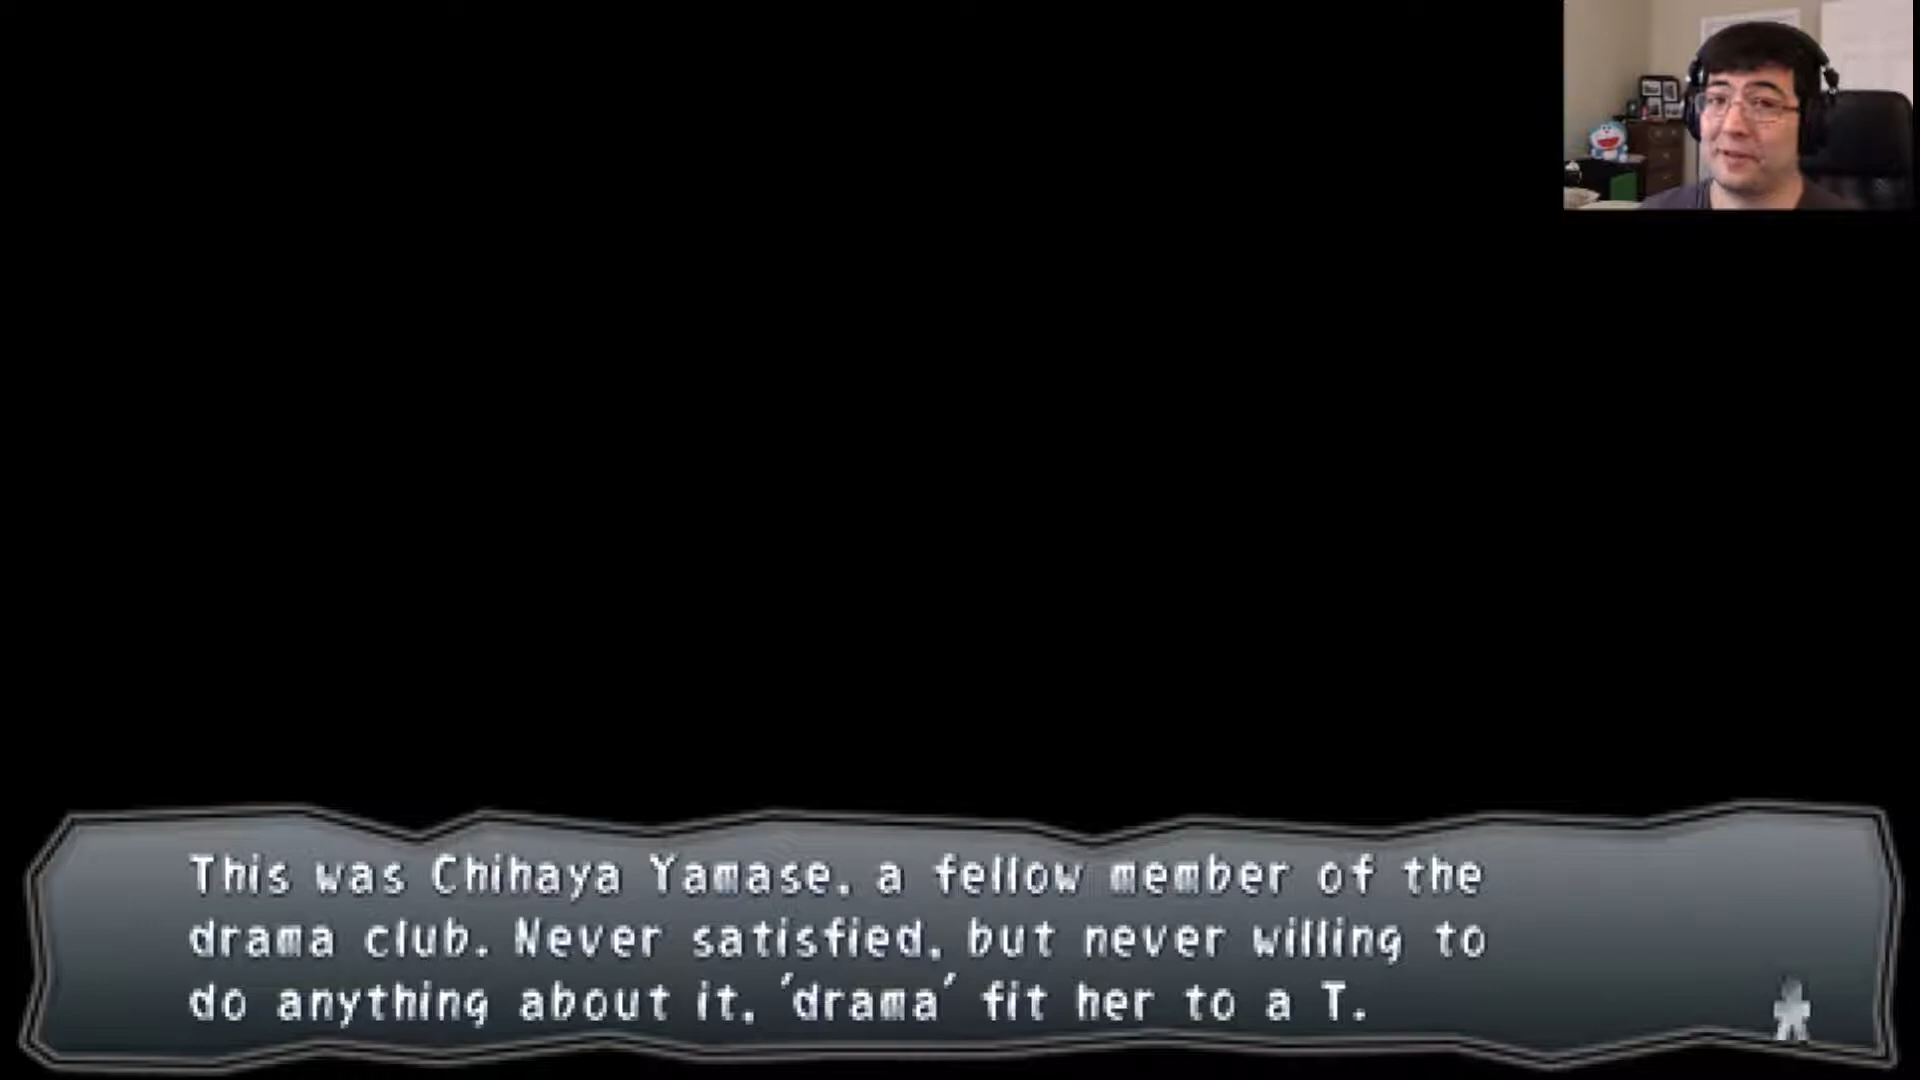 This was Chihaya Yamase, a fellow member of the
drama club. Never satisfied, but never willing to
do anything about it, 'drama' fit her to a T.